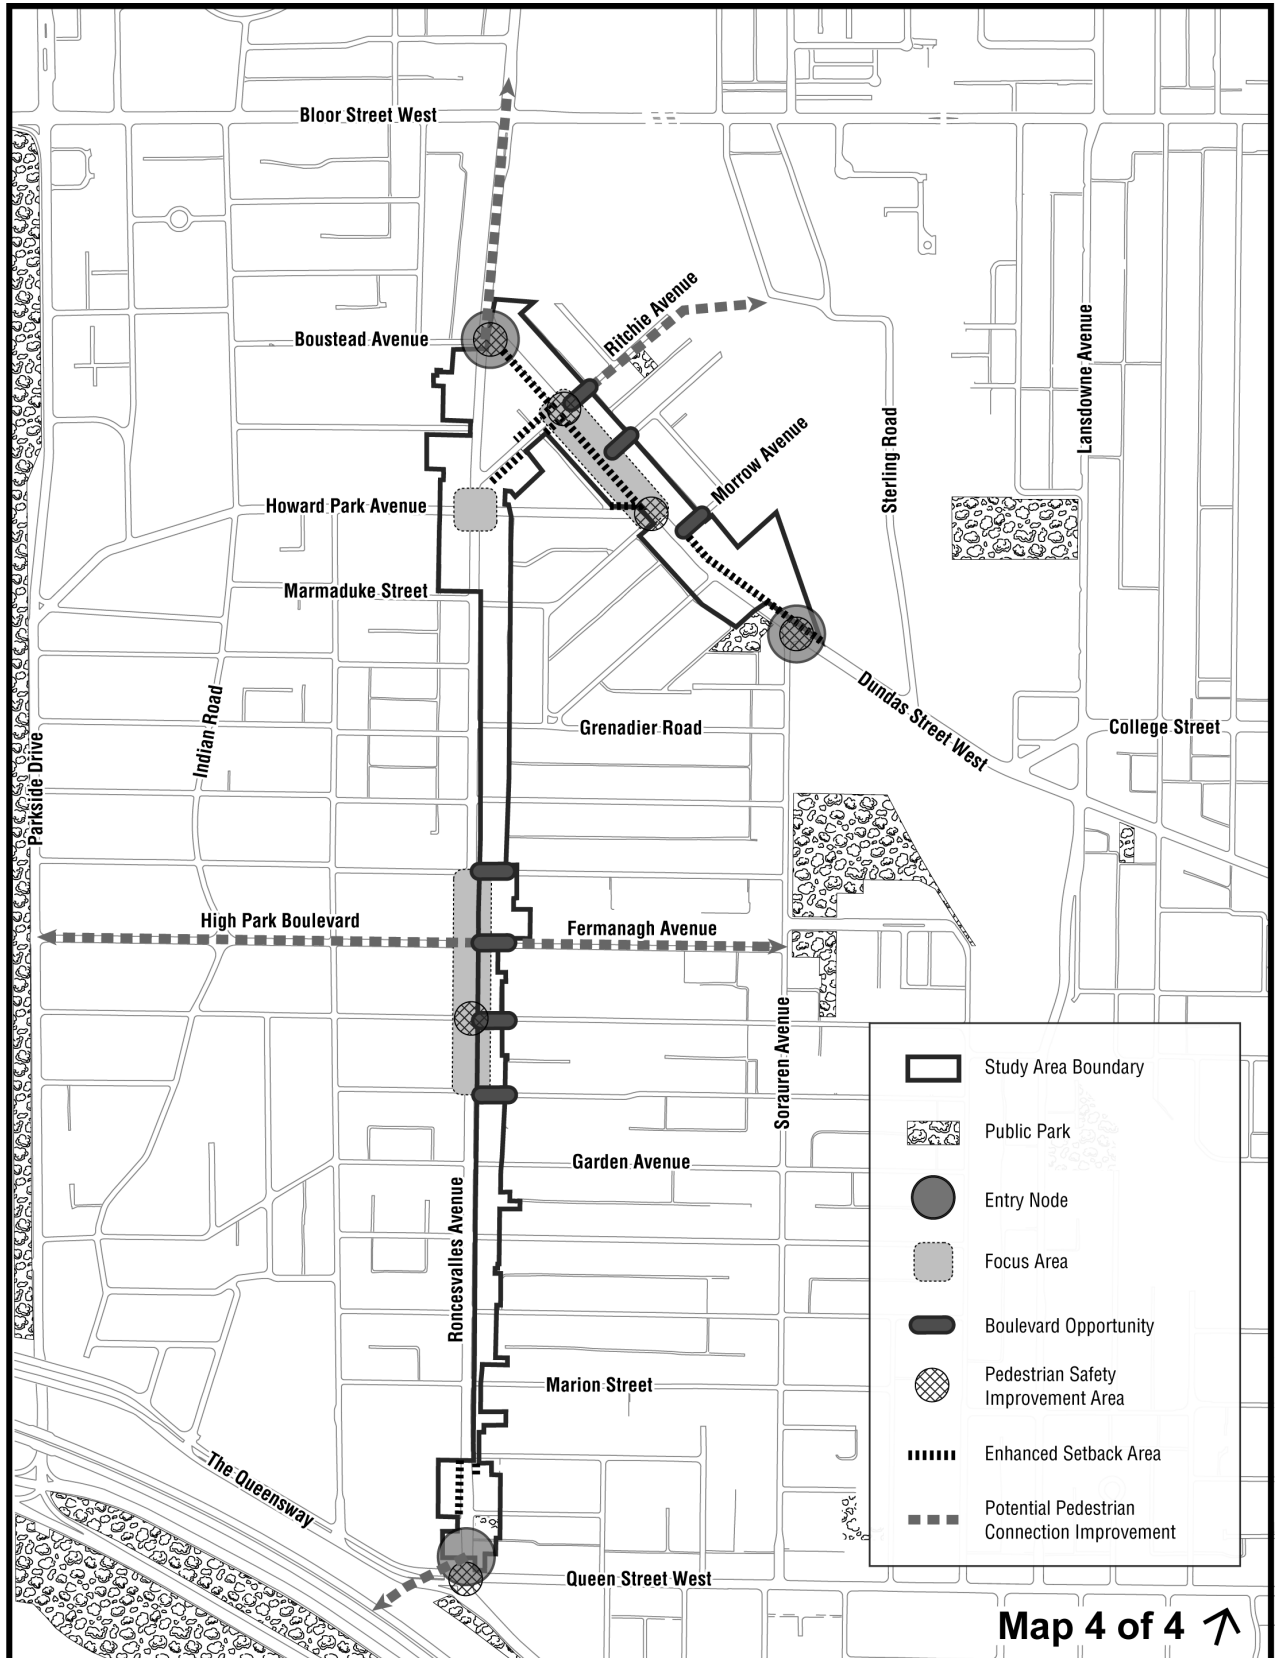 Bloor Street West
Ritchie Avenue
Boustead Avenue
Lansdowne Avenue
Sterling Road
Morrow Avenue
Howard Park Avenue
Marmaduke Street
Indian Road
Grenadier Road
Dundas Street West
College Street
Parkside Drive
High Park Boulevard
Fermanagh Avenue
Sorauren Avenue
Garden Avenue
Roncesvalles Avenue
Marion Street
The Queensway
Queen Street West
Study Area Boundary
Public Park
Entry Node
Focus Area
Boulevard Opportunity
Pedestrian Safety
Improvement Area
Enhanced Setback Area
Potential Pedestrian
Connection Improvement
Map 4 of 4